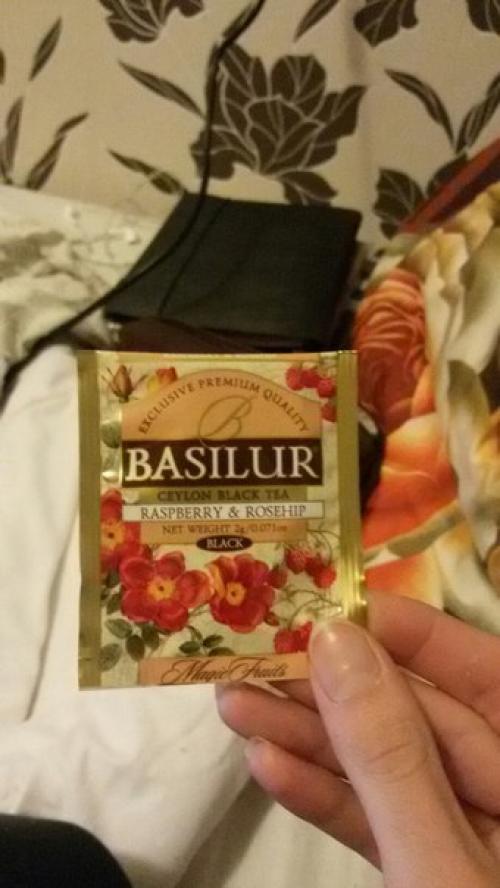 EXCLUSIVE PREMIUM QUALITY
B
BASILUR
CEYLON BLACK TEA
RASPBERRY & ROSEHIP
NET WEIGHT 2g/0.071oz
BLACK
Magic Fruits